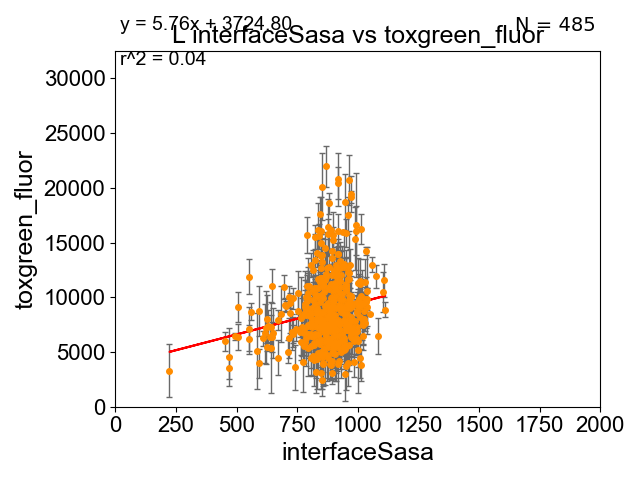 y = 5.76x + 3724.80
N = 485
L interfaceSasa vs toxgreen_fluor
r^2 = 0.04
30000
25000
20000
15000
10000
5000
0
toxgreen_fluor
0 250 500 750 1000 1250 1500 1750 2000
interfaceSasa